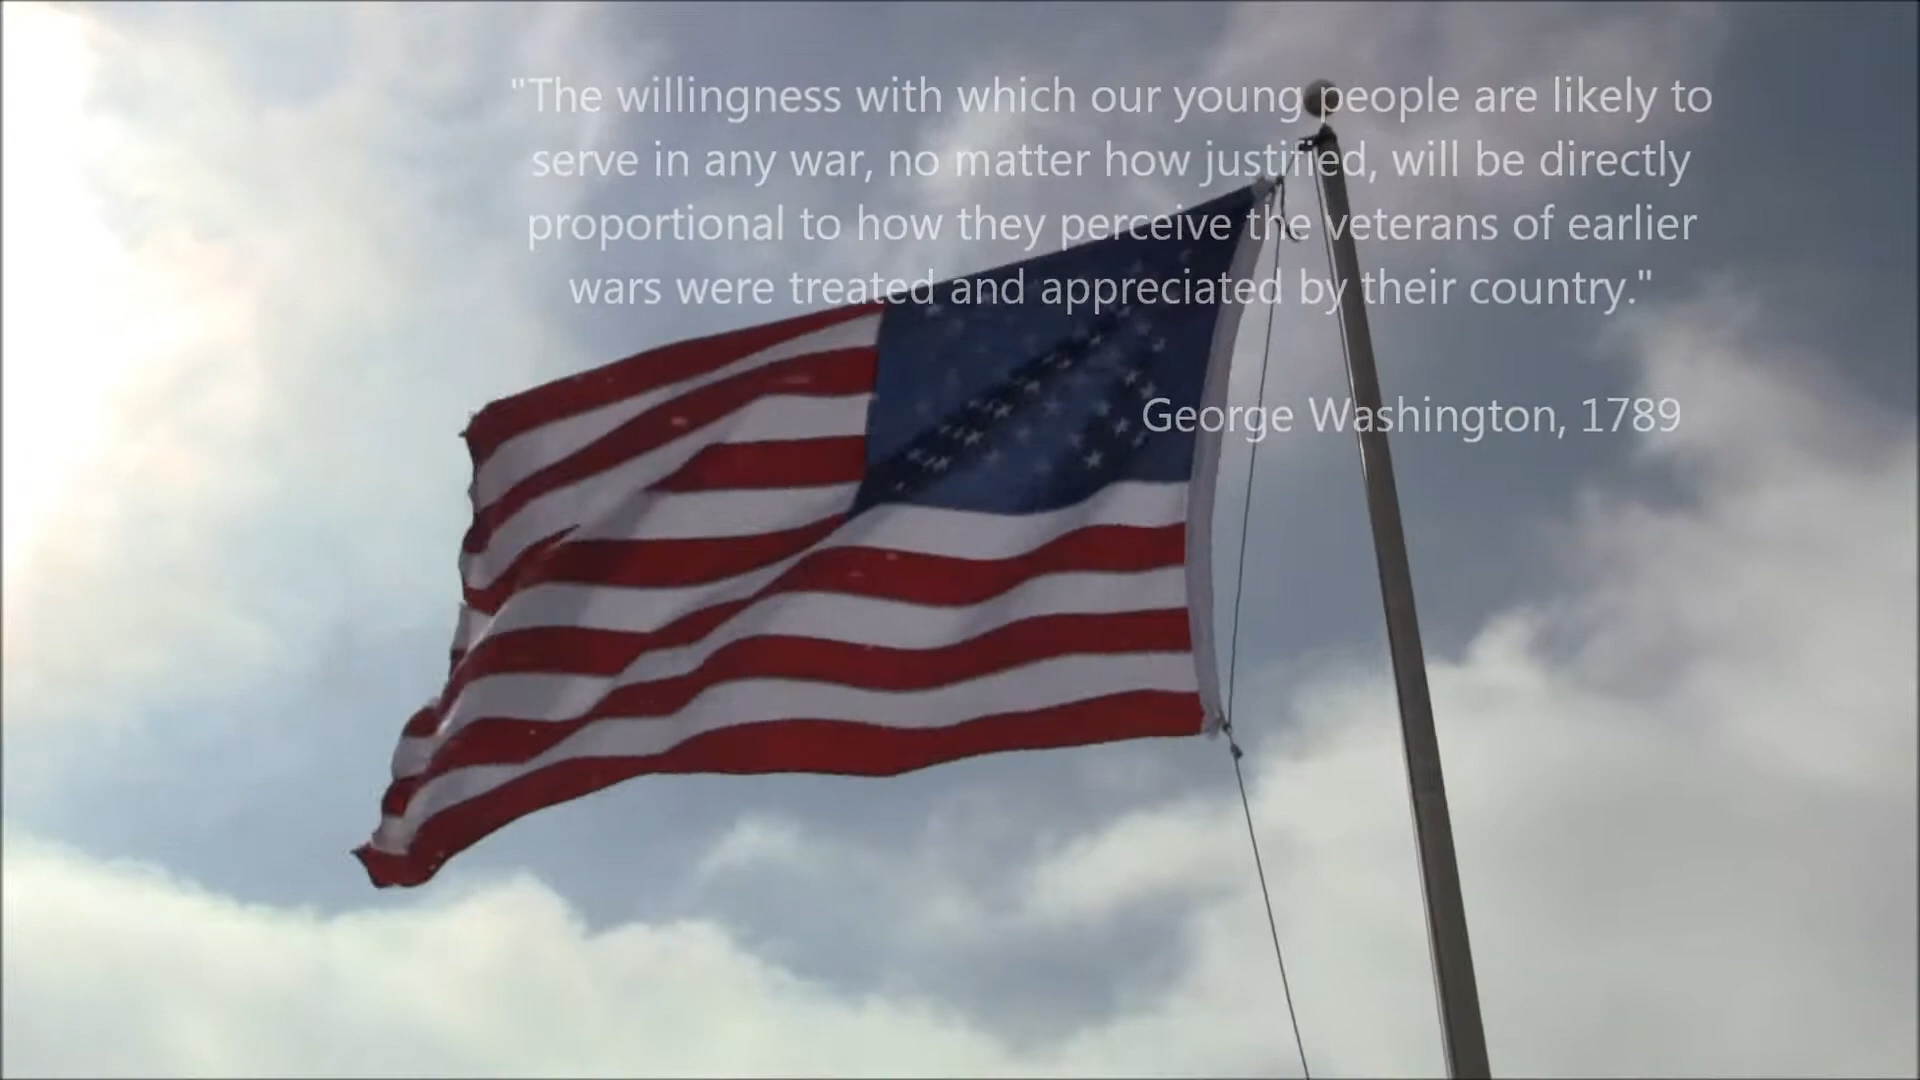 "The willingness with which our young people are likely to
serve in any war, no matter how justified, will be directly
proportional to how they perceive the veterans of earlier
wars were treated and appreciated by their country."
George Washington, 1789